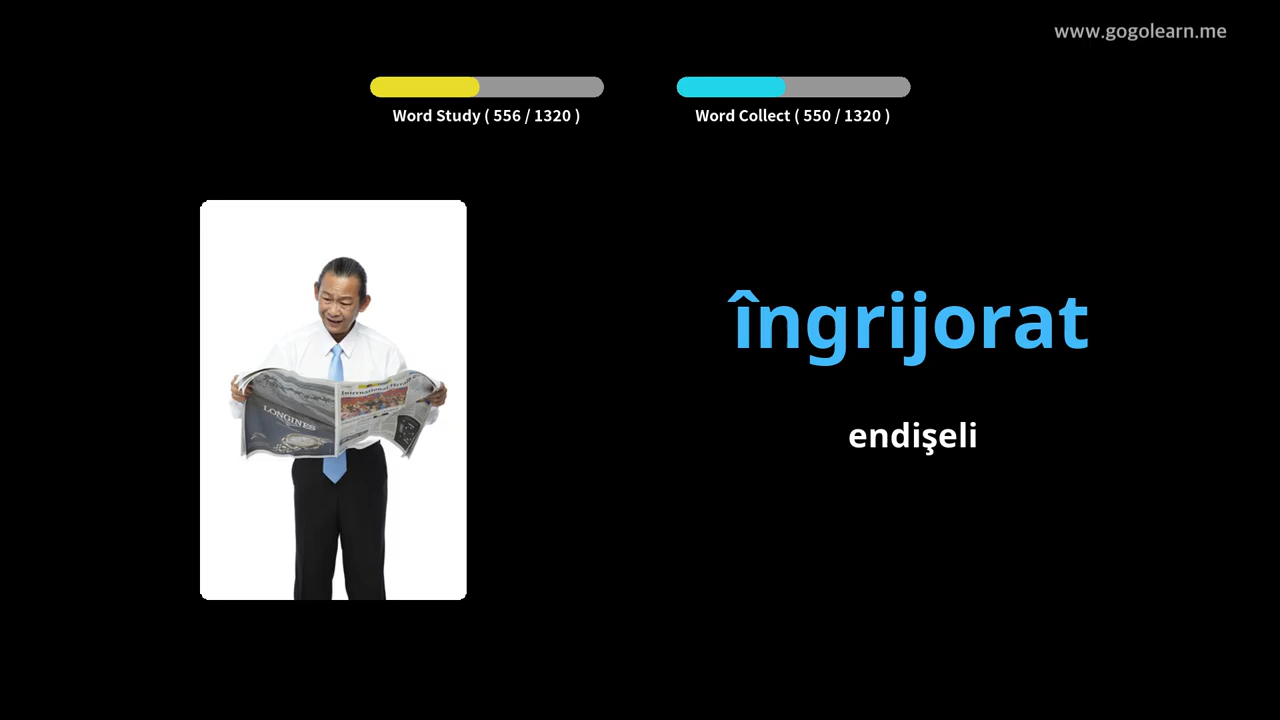 www.gogolearn.me
Word Study ( 556 / 1320 )
Word Collect ( 550 / 1320 )
îngrijorat
endişeli
LONGINES
International Herald